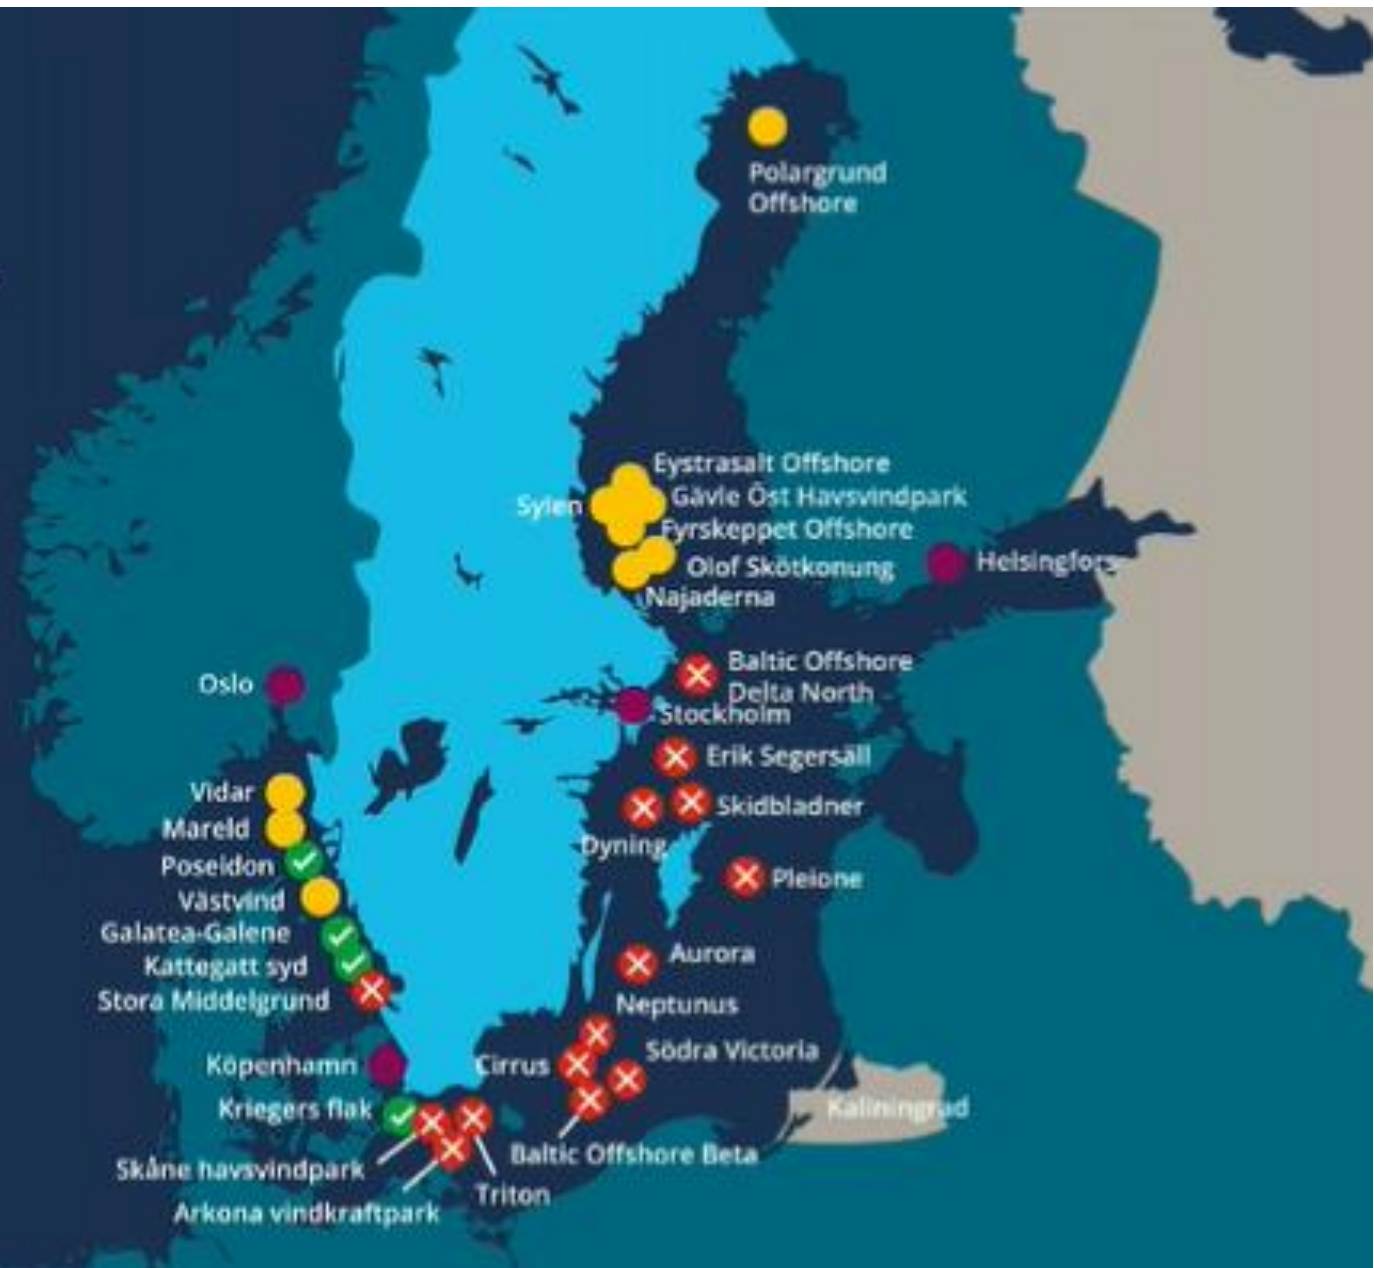 Polargrund
Offshore
Eystrasalt Offshore
Sylen
Gävle Öst Havsvindpark
Fyrskeppet Offshore
Olof Skötkonung
Helsingfors
Najaderna
Baltic Offshore
Delta North
Oslo
Stockholm
Erik Segersäll
Vidar
Skidbladner
Mareld
Dyning
Poseidon
Pleione
Västvind
Galatea-Galene
Aurora
Kattegatt syd
Stora Middelgrund
Neptunus
Södra Victoria
Köpenhamn
Cirrus
Kriegers flak
Kaliningrad
Baltic Offshore Beta
Skåne havsvindpark
Triton
Arkona vindkraftpark